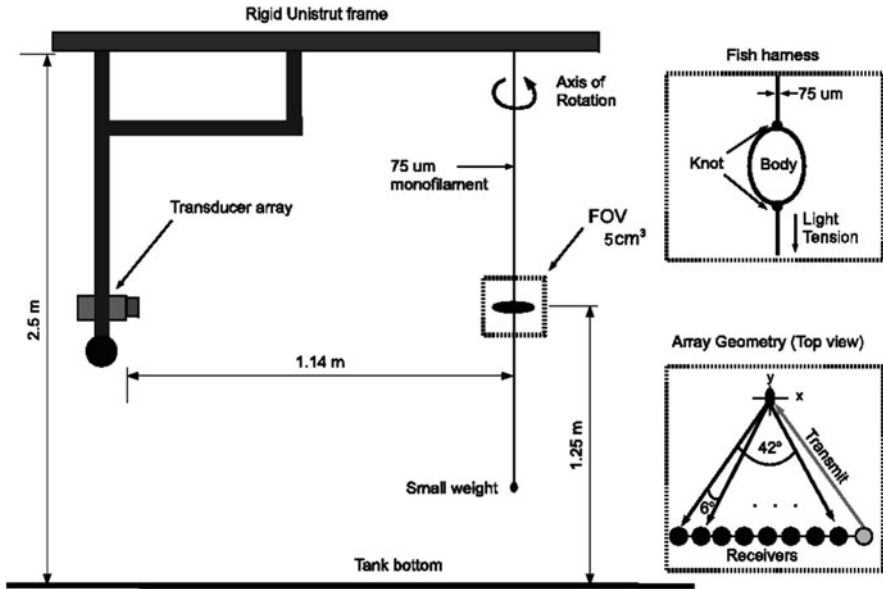 Rigid Unistrut frame
Axis of
Rotation
75 um
monofilament
Transducer array
FOV
5cm³
2.5 m
1.14 m
1.25 m
Small weight
Tank bottom
Fish harness
75 um
Knot
Body
Light
Tension
Array Geometry (Top view)
y
x
42°
Transmit
6°
. . .
Receivers